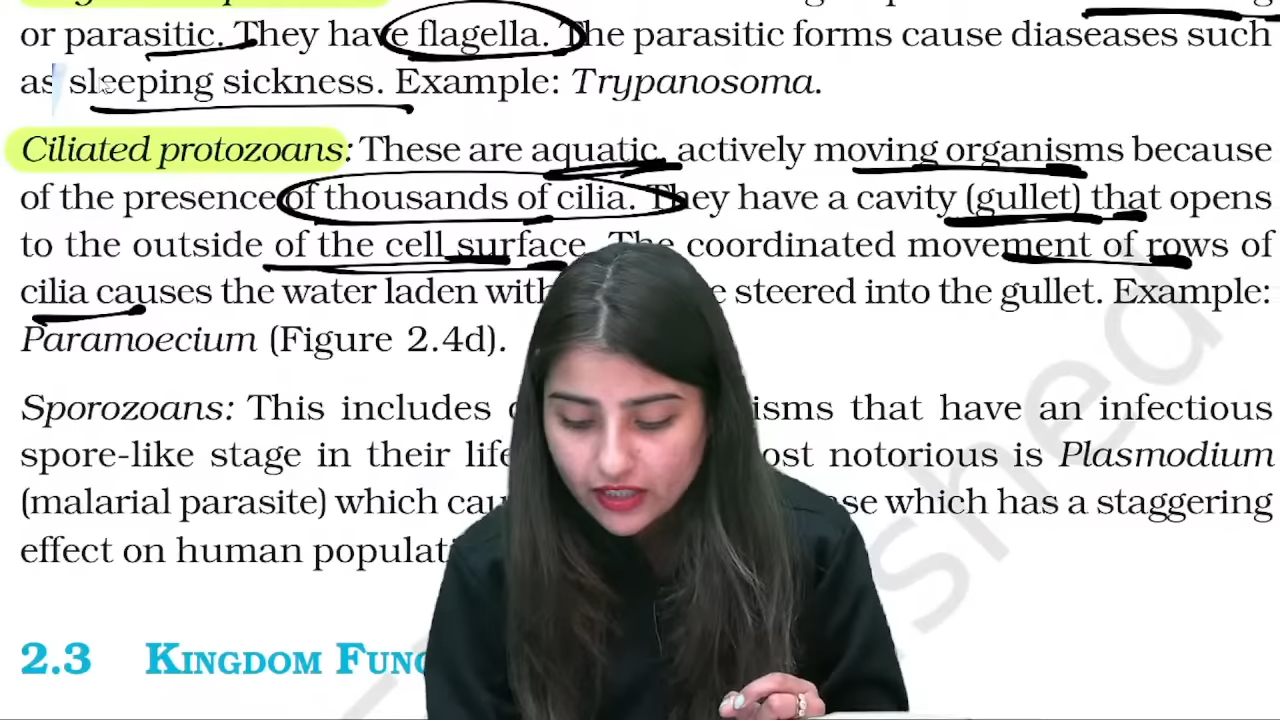 or parasitic. They have flagella. The parasitic forms cause diaseases such
as sleeping sickness. Example: Trypanosoma.
Ciliated protozoans: These are aquatic, actively moving organisms because
of the presence of thousands of cilia. They have a cavity (gullet) that opens
to the outside of the cell surface. The coordinated movement of rows of
cilia causes the water laden with e steered into the gullet. Example:
Paramoecium (Figure 2.4d).
Sporozoans: This includes isms that have an infectious
spore-like stage in their life ost notorious is Plasmodium
(malarial parasite) which cau se which has a staggering
effect on human populati
2.3 KINGDOM FUNG
shed